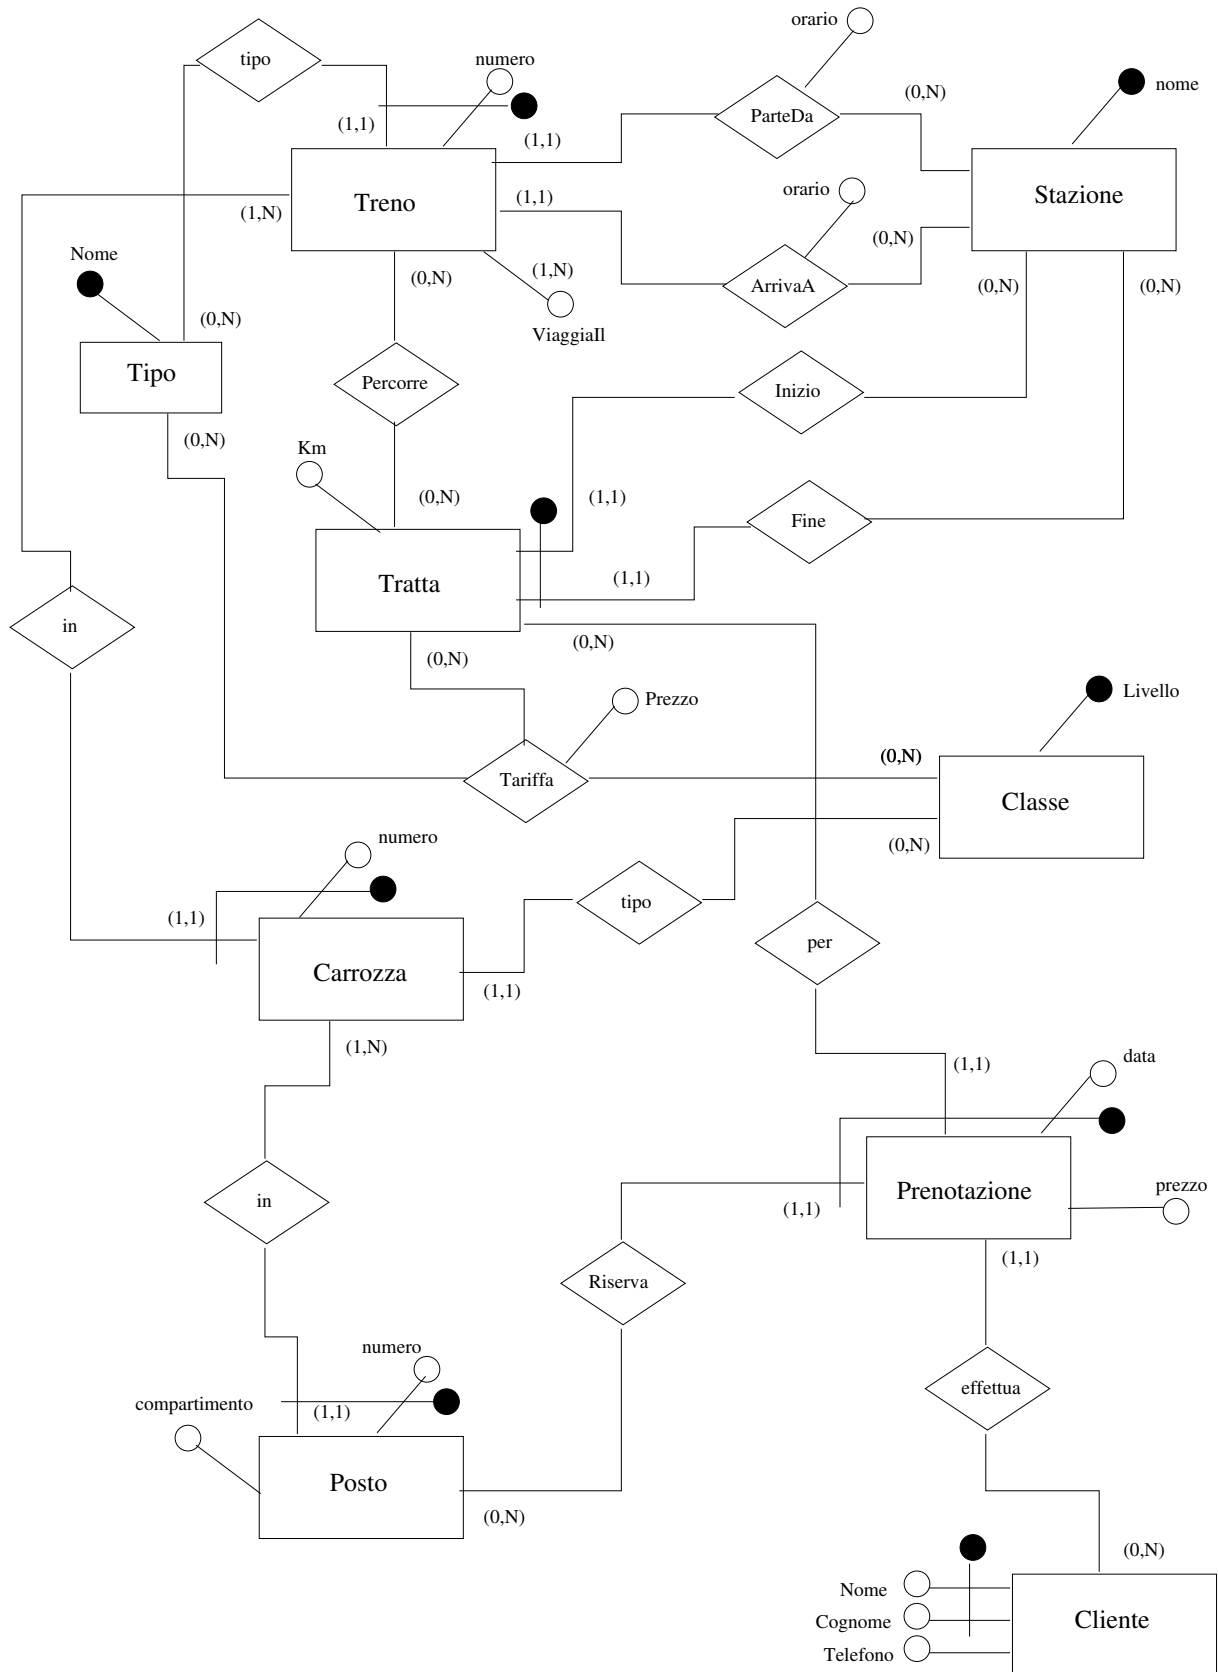 orario
tipo
numero
nome
(0,N)
ParteDa
(1,1)
(1,1)
Treno
(1,1)
orario
Stazione
(1,N)
(0,N)
Nome
(0,N)
(1,N)
ArrivaA
(0,N)
(0,N)
ViaggiaIl
(0,N)
Tipo
Percorre
Inizio
(0,N)
Km
(0,N)
(1,1)
Fine
Tratta
(1,1)
in
(0,N)
(0,N)
Prezzo
Livello
(0,N)
Tariffa
Classe
numero
(0,N)
tipo
(1,1)
per
Carrozza
(1,1)
(1,N)
data
(1,1)
Prenotazione
prezzo
in
(1,1)
(1,1)
Riserva
numero
effettua
compartimento
(1,1)
Posto
(0,N)
(0,N)
Nome
Cognome
Cliente
Telefono